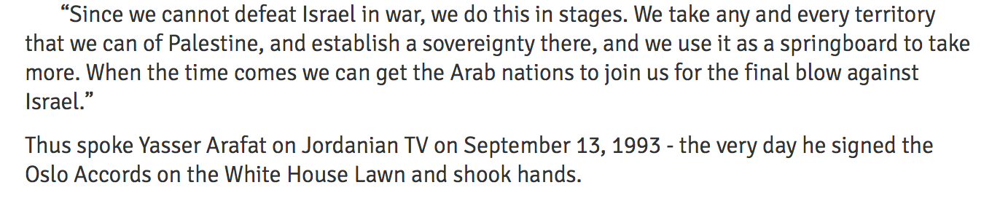 “Since we cannot defeat Israel in war, we do this in stages. We take any and every territory
that we can of Palestine, and establish a sovereignty there, and we use it as a springboard to take
more. When the time comes we can get the Arab nations to join us for the final blow against
Israel.”
Thus spoke Yasser Arafat on Jordanian TV on September 13, 1993 - the very day he signed the
Oslo Accords on the White House Lawn and shook hands.